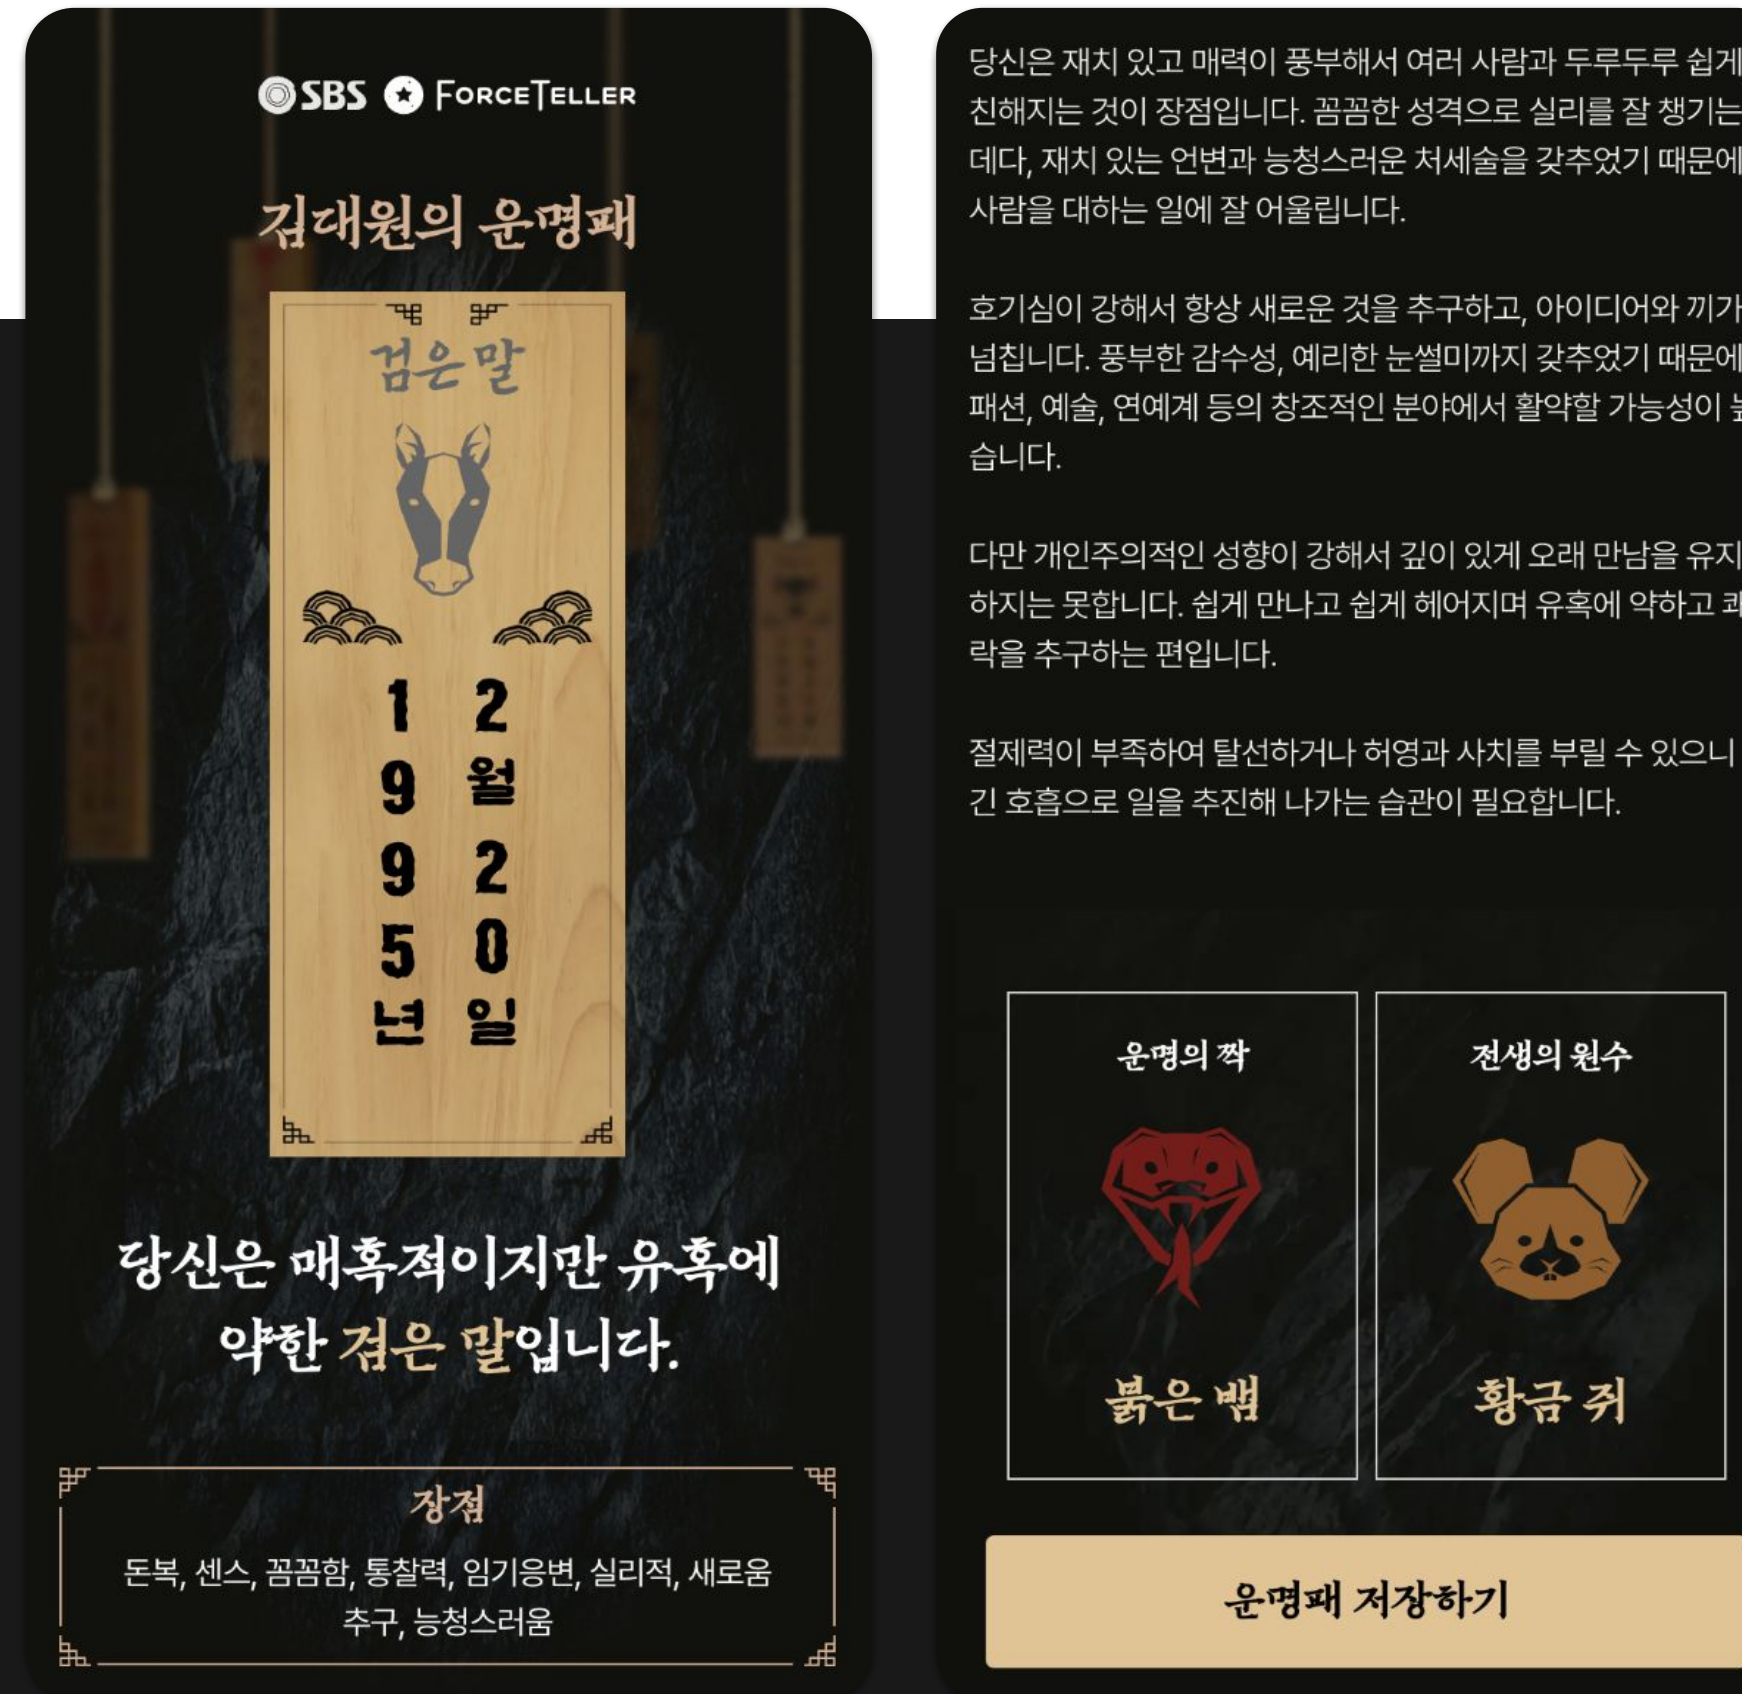 SBS FORCETELLER
김대원의 운명패
검은말
1995년
2월20일
당신은 매혹적이지만 유혹에
약한 검은 말입니다.
장점
돈복, 센스, 꼼꼼함, 통찰력, 임기응변, 실리적, 새로움
추구, 능청스러움
당신은 재치 있고 매력이 풍부해서 여러 사람과 두루두루 쉽게
친해지는 것이 장점입니다. 꼼꼼한 성격으로 실리를 잘 챙기는
데다, 재치 있는 언변과 능청스러운 처세술을 갖추었기 때문에
사람을 대하는 일에 잘 어울립니다.
호기심이 강해서 항상 새로운 것을 추구하고, 아이디어와 끼가
넘칩니다. 풍부한 감수성, 예리한 눈썰미까지 갖추었기 때문에
패션, 예술, 연예계 등의 창조적인 분야에서 활약할 가능성이 높
습니다.
다만 개인주의적인 성향이 강해서 깊이 있게 오래 만남을 유지
하지는 못합니다. 쉽게 만나고 쉽게 헤어지며 유혹에 약하고 쾌
락을 추구하는 편입니다.
절제력이 부족하여 탈선하거나 허영과 사치를 부릴 수 있으니
긴 호흡으로 일을 추진해 나가는 습관이 필요합니다.
운명의 짝
붉은 뱀
전생의 원수
황금 쥐
운명패 저장하기